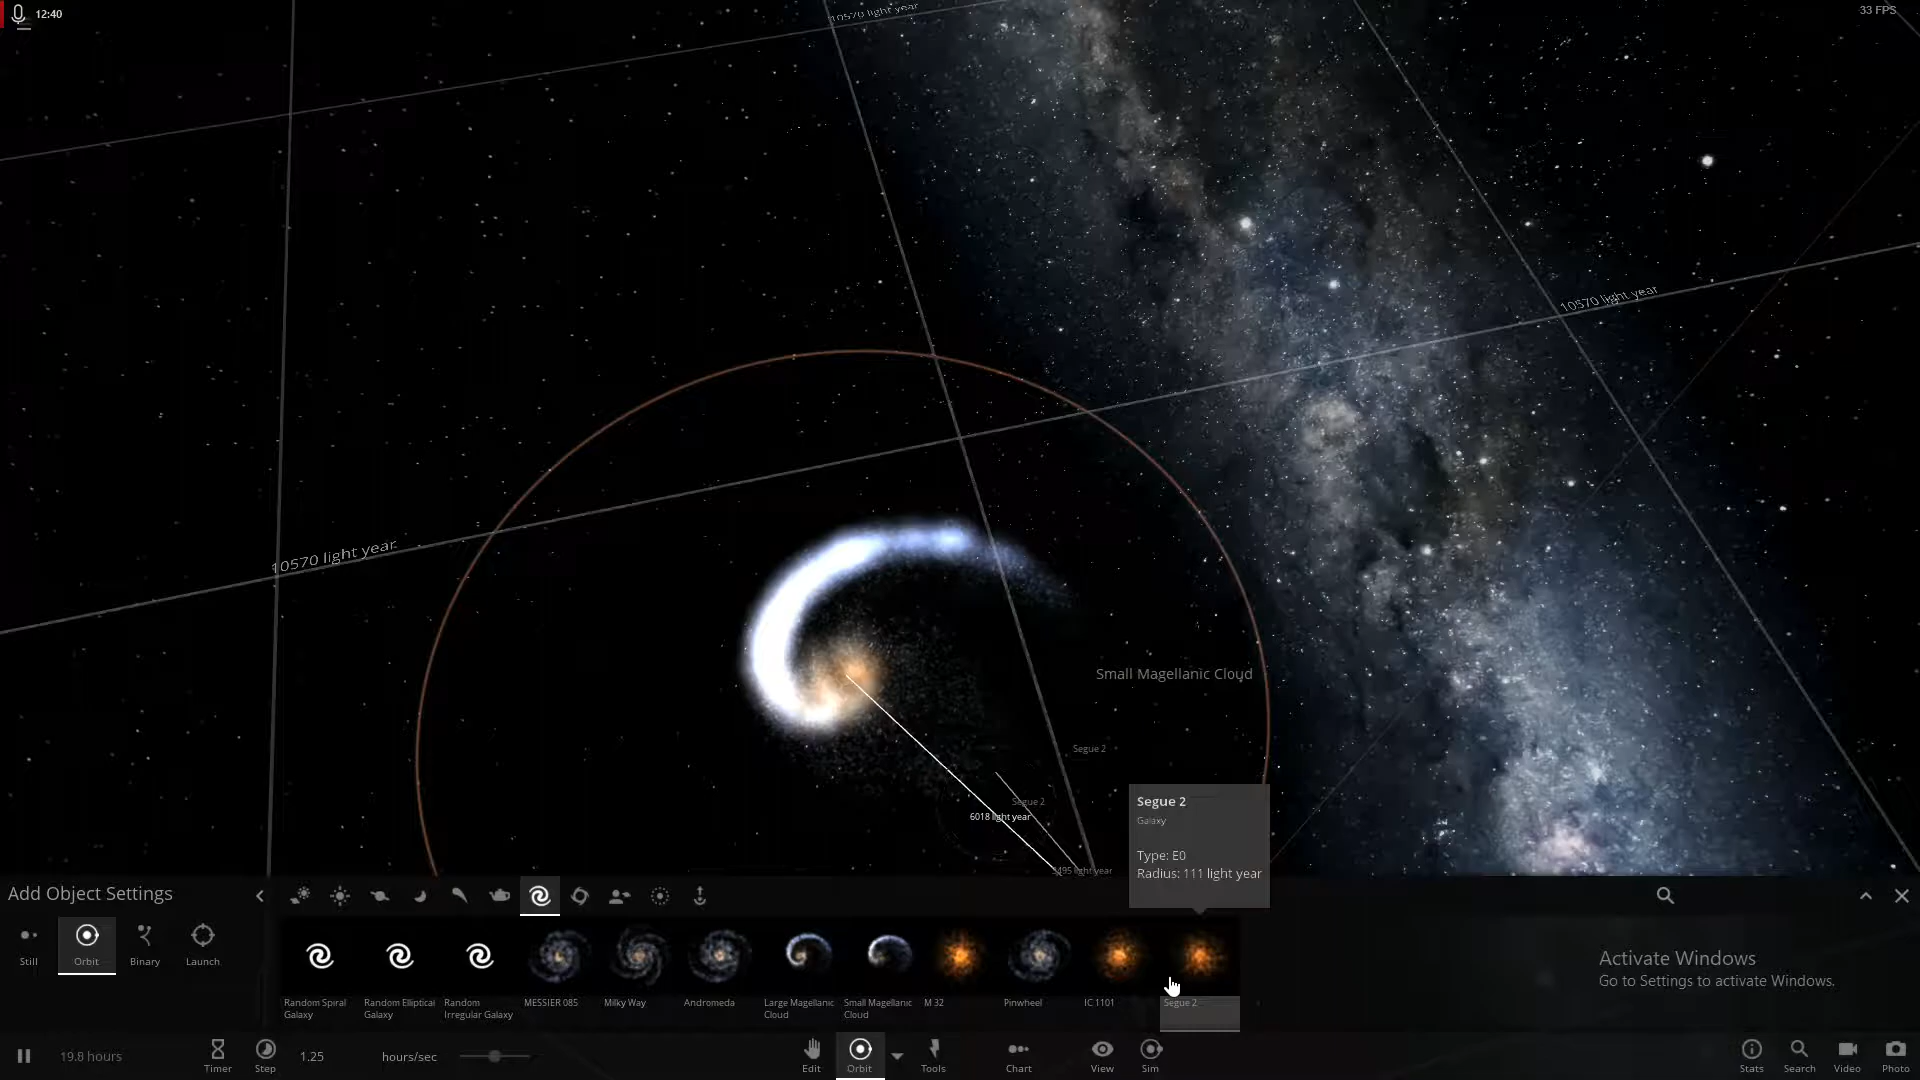 12:40
10570 light year
33 FPS
10570 light year
10570 light year
Small Magellanic Cloud
Segue 2
Segue 2
6018 light year
Segue 2
Galaxy
Type: E0
Radius: 111 light year
Add Object Settings
Still
Orbit
Binary
Launch
Random Spiral
Galaxy
Random Elliptical
Galaxy
Random
Irregular Galaxy
MESSIER 085
Milky Way
Andromeda
Large Magellanic
Cloud
Small Magellanic
Cloud
M 32
Pinwheel
IC 1101
Segue 2
Activate Windows
Go to Settings to activate Windows.
19.8 hours
Timer
Step
1.25
hours/sec
Edit
Orbit
Tools
Chart
View
Sim
Stats
Search
Video
Photo